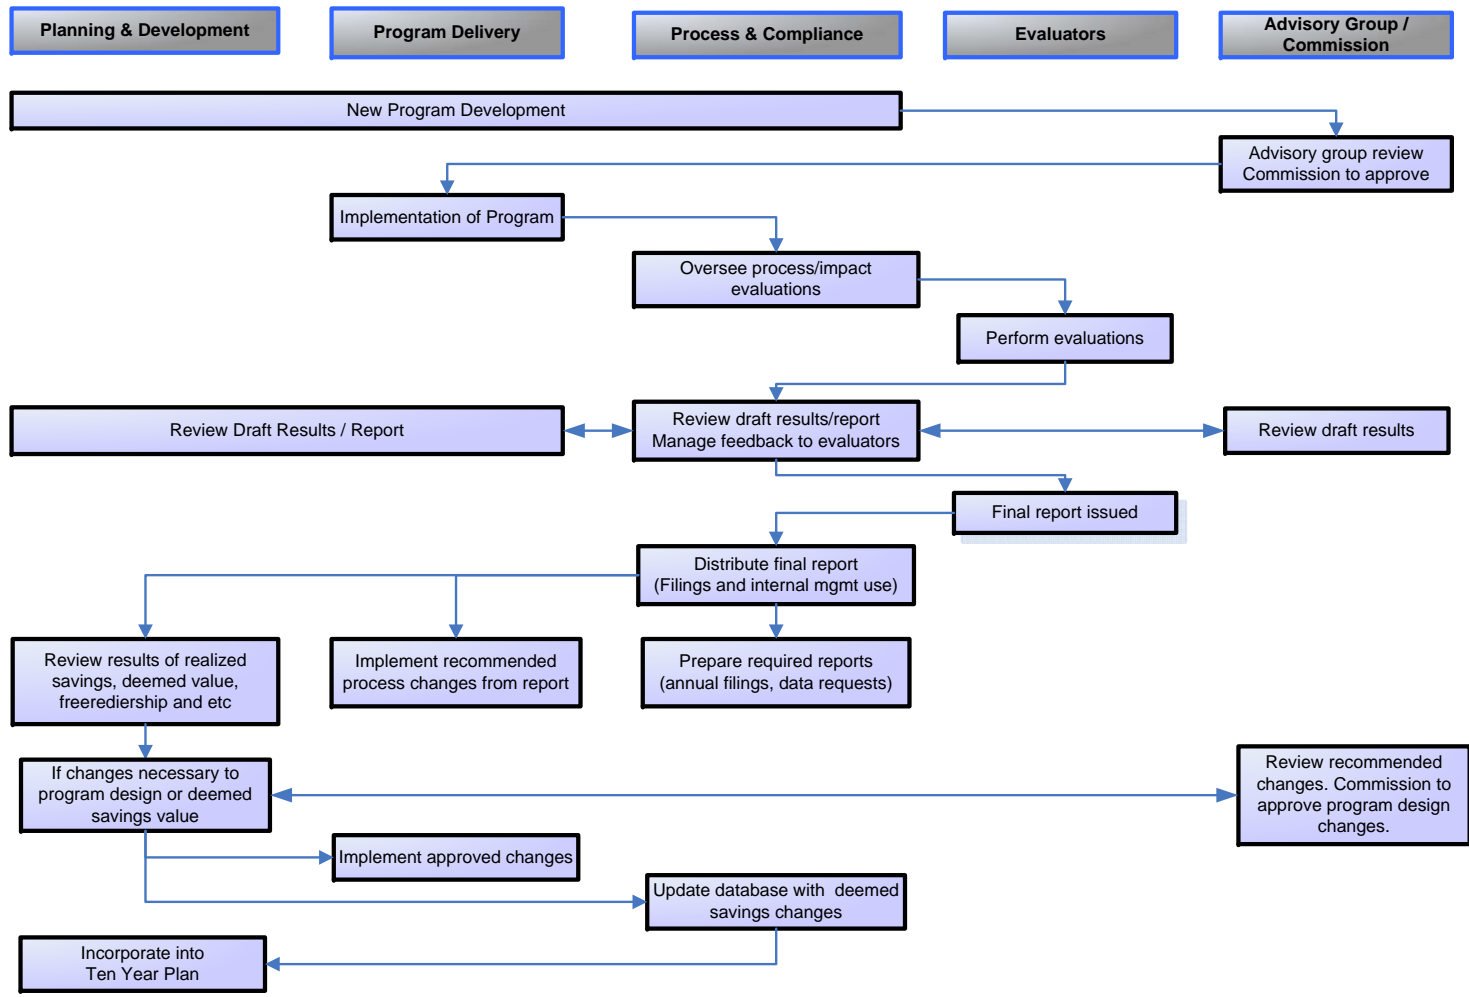 Planning & Development
Program Delivery
Process & Compliance
Evaluators
Advisory Group /
Commission
New Program Development
Advisory group review
Commission to approve
Implementation of Program
Oversee process/impact
evaluations
Perform evaluations
Review Draft Results / Report
Review draft results/report
Manage feedback to evaluators
Review draft results
Final report issued
Distribute final report
(Filings and internal mgmt use)
Review results of realized
savings, deemed value,
freerediership and etc
Implement recommended
process changes from report
Prepare required reports
(annual filings, data requests)
If changes necessary to
program design or deemed
savings value
Review recommended
changes. Commission to
approve program design
changes.
Implement approved changes
Update database with  deemed
savings changes
Incorporate into
Ten Year Plan